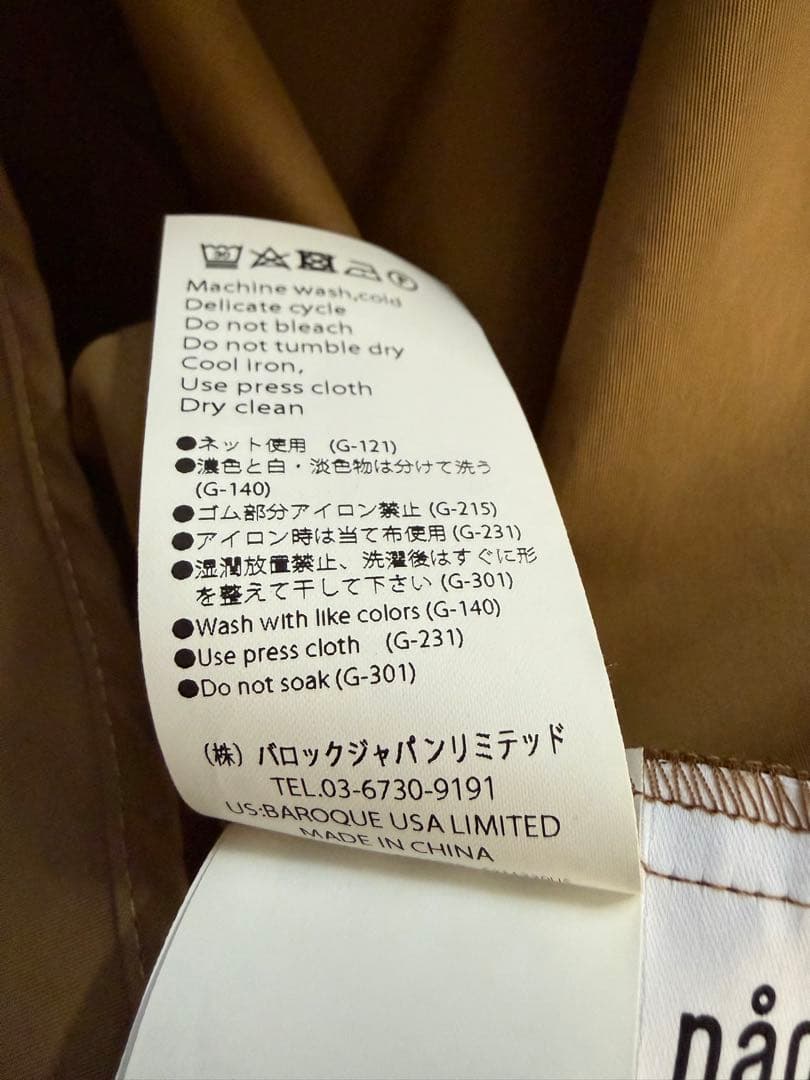 30
Machine wash,cold
Delicate cycle
Do not bleach
Do not tumble dry
Cool iron,
Use press cloth
Dry clean
●ネット使用 (G-121)
●濃色と白・淡色物は分けて洗う
(G-140)
●ゴム部分アイロン禁止 (G-215)
●アイロン時は当て布使用 (G-231)
●湿潤放置禁止、洗濯後はすぐに形
を整えて干して下さい (G-301)
●Wash with like colors (G-140)
●Use press cloth (G-231)
●Do not soak (G-301)
(株) バロックジャパンリミテッド
TEL.03-6730-9191
US:BAROQUE USA LIMITED
MADE IN CHINA